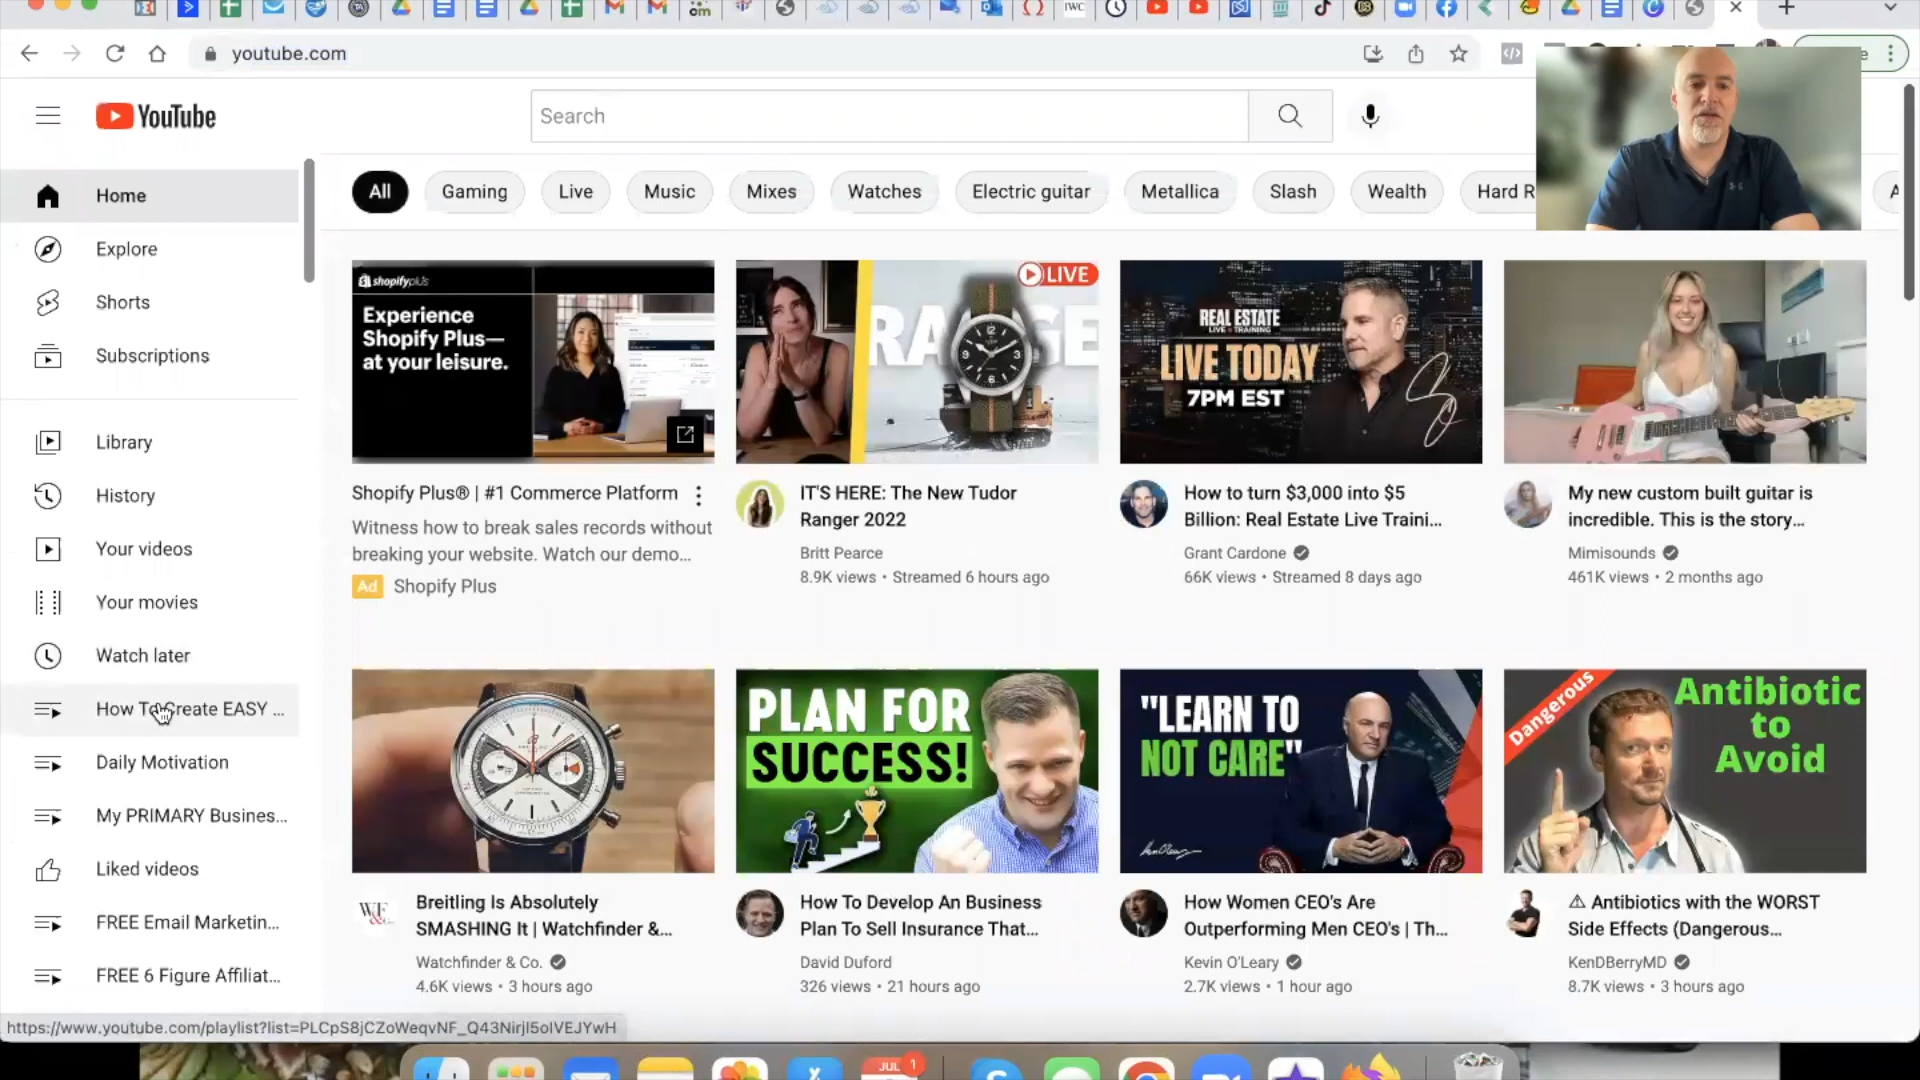 IWC
youtube.com
YouTube
Search
Home
Explore
Shorts
Subscriptions
Library
History
Your videos
Your movies
Watch later
How To Create EASY ...
Daily Motivation
My PRIMARY Busines...
Liked videos
FREE Email Marketin...
FREE 6 Figure Affiliat...
All
Gaming
Live
Music
Mixes
Watches
Electric guitar
Metallica
Slash
Wealth
Hard R
A
shopifyplus
Experience
Shopify Plus—
at your leisure.
Shopify Plus® | #1 Commerce Platform
Witness how to break sales records without
breaking your website. Watch our demo...
Ad Shopify Plus
LIVE
RANGE
IT'S HERE: The New Tudor
Ranger 2022
Britt Pearce
8.9K views • Streamed 6 hours ago
REAL ESTATE
LIVE TRAINING
LIVE TODAY
7PM EST
How to turn $3,000 into $5
Billion: Real Estate Live Traini...
Grant Cardone
66K views • Streamed 8 days ago
My new custom built guitar is
incredible. This is the story...
Mimisounds
461K views • 2 months ago
Breitling Is Absolutely
SMASHING It | Watchfinder &...
Watchfinder & Co.
4.6K views • 3 hours ago
PLAN FOR
SUCCESS!
How To Develop An Business
Plan To Sell Insurance That...
David Duford
326 views • 21 hours ago
"LEARN TO
NOT CARE"
How Women CEO's Are
Outperforming Men CEO's | Th...
Kevin O'Leary
2.7K views • 1 hour ago
Dangerous
Antibiotic
to
Avoid
⚠ Antibiotics with the WORST
Side Effects (Dangerous...
KenDBerryMD
8.7K views • 3 hours ago
https://www.youtube.com/playlist?list=PLCpS8jCZoWeqvNF_Q43NirjI5oIVEJYwH
JUL 1